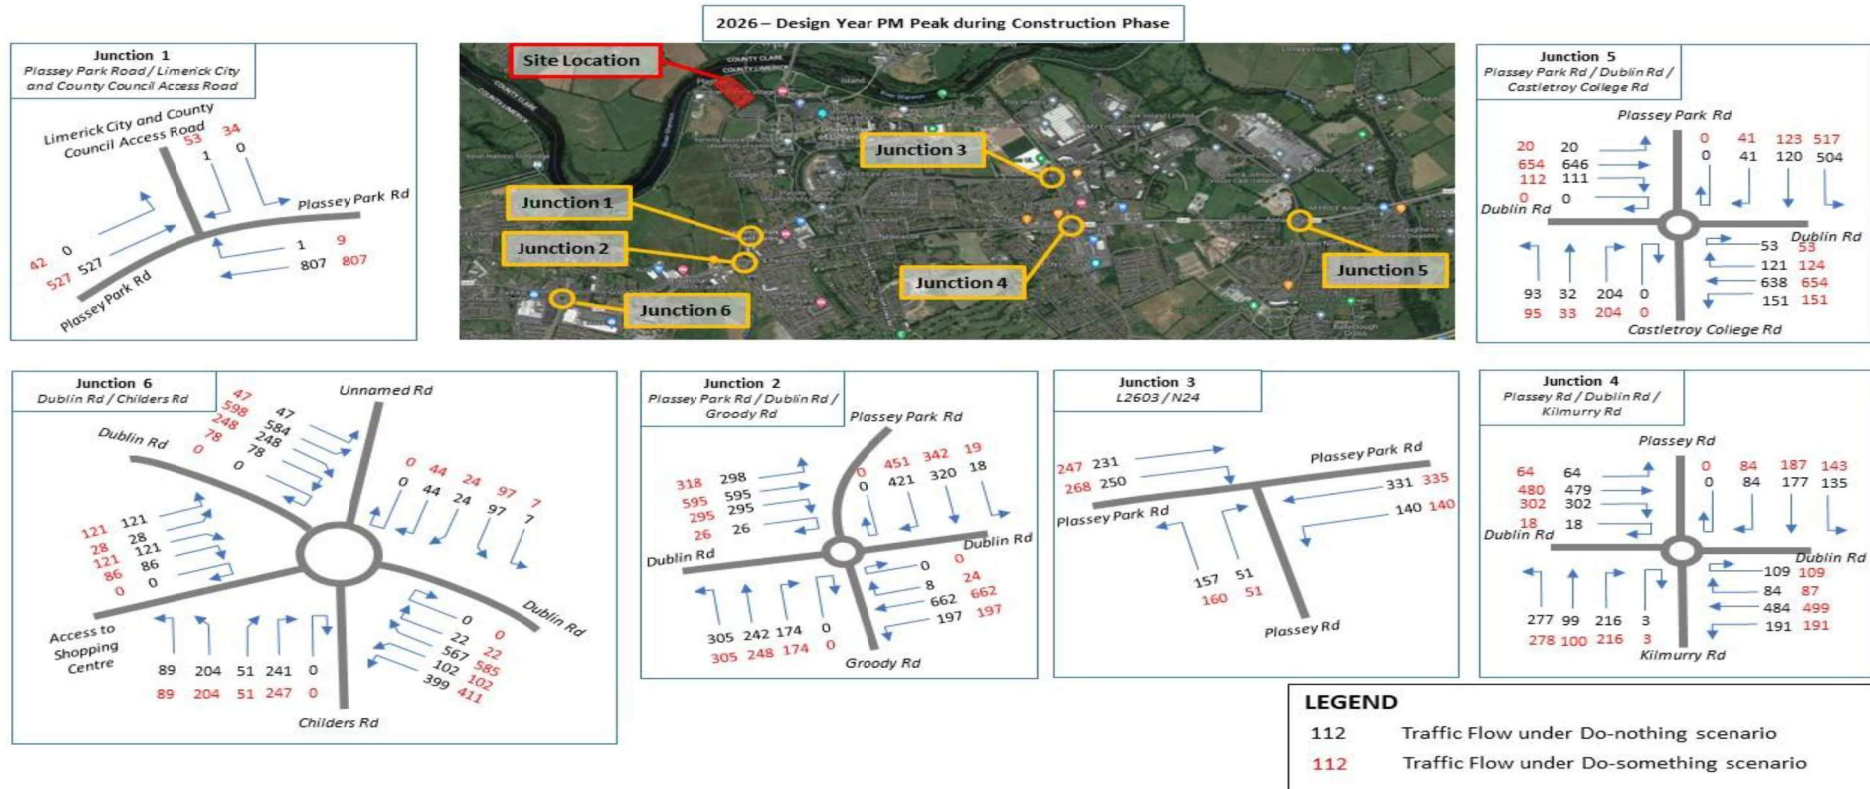 2026 – Design Year PM Peak during Construction Phase
Junction 1
Plassey Park Road / Limerick City
and County Council Access Road
Limerick City and County
Council Access Road
53 34
1 0
Plassey Park Rd
42 0
527 527
1 9
807 807
Plassey Park Rd
Site Location
COUNTY CLARE
COUNTY LIMERICK
Junction 3
Junction 1
Junction 2
Junction 4
Junction 5
Junction 6
Junction 5
Plassey Park Rd / Dublin Rd /
Castletroy College Rd
Plassey Park Rd
20 20
654 646
112 111
0 0
0 41 123 517
0 41 120 504
Dublin Rd
Dublin Rd
53 53
121 124
638 654
151 151
93 32 204 0
95 33 204 0
Castletroy College Rd
Junction 6
Dublin Rd / Childers Rd
Unnamed Rd
Dublin Rd
47 47
598 584
248 248
78 78
0 0
0 44 24 97 7
0 44 24 97 7
121 121
28 28
121 121
86 86
0 0
Access to
Shopping
Centre
Dublin Rd
0 0
22 22
567 585
102 102
399 411
89 204 51 241 0
89 204 51 247 0
Childers Rd
Junction 2
Plassey Park Rd / Dublin Rd /
Groody Rd
Plassey Park Rd
318 298
595 595
295 295
26 26
0 451 342 19
0 421 320 18
Dublin Rd
Dublin Rd
0 0
8 24
662 662
197 197
305 242 174 0
305 248 174 0
Groody Rd
Junction 3
L2603 / N24
247 231
268 250
Plassey Park Rd
Plassey Park Rd
331 335
140 140
157 51
160 51
Plassey Rd
Junction 4
Plassey Rd / Dublin Rd /
Kilmurry Rd
Plassey Rd
64 64
480 479
302 302
18 18
0 84 187 143
0 84 177 135
Dublin Rd
Dublin Rd
109 109
84 87
484 499
191 191
277 99 216 3
278 100 216 3
Kilmurry Rd
LEGEND
112 Traffic Flow under Do-nothing scenario
112 Traffic Flow under Do-something scenario